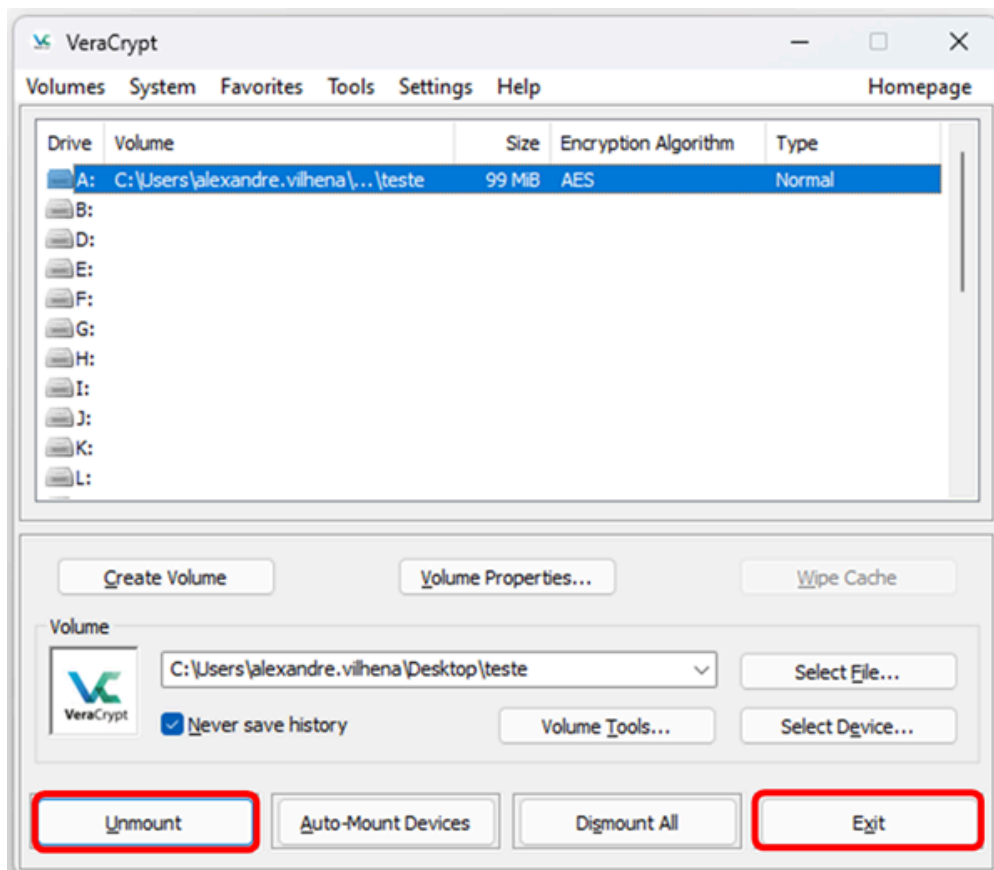 VeraCrypt
Volumes System Favorites Tools Settings Help Homepage
Drive Volume Size Encryption Algorithm Type
A: C:\Users\alexandre.vilhena\...\teste 99 MiB AES Normal
B:
D:
E:
F:
G:
H:
I:
J:
K:
L:
Create Volume Volume Properties... Wipe Cache
Volume
VeraCrypt
C:\Users\alexandre.vilhena\Desktop\teste Select File...
Never save history Volume Tools... Select Device...
Unmount Auto-Mount Devices Dismount All Exit